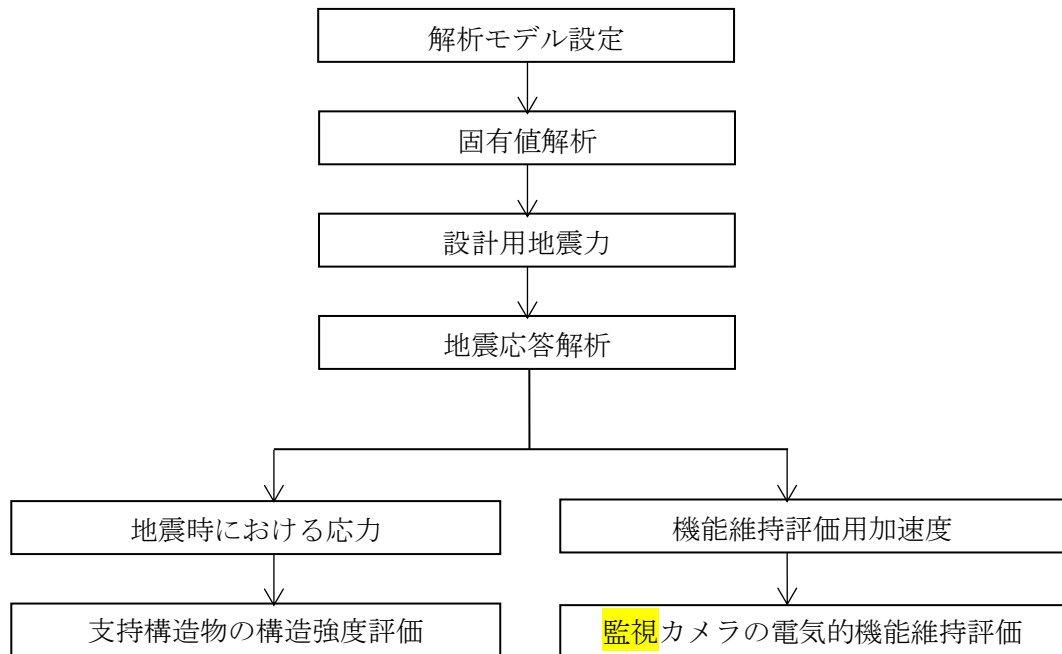 解析モデル設定
固有値解析
設計用地震力
地震応答解析
地震時における応力
機能維持評価用加速度
支持構造物の構造強度評価
監視カメラの電気的機能維持評価